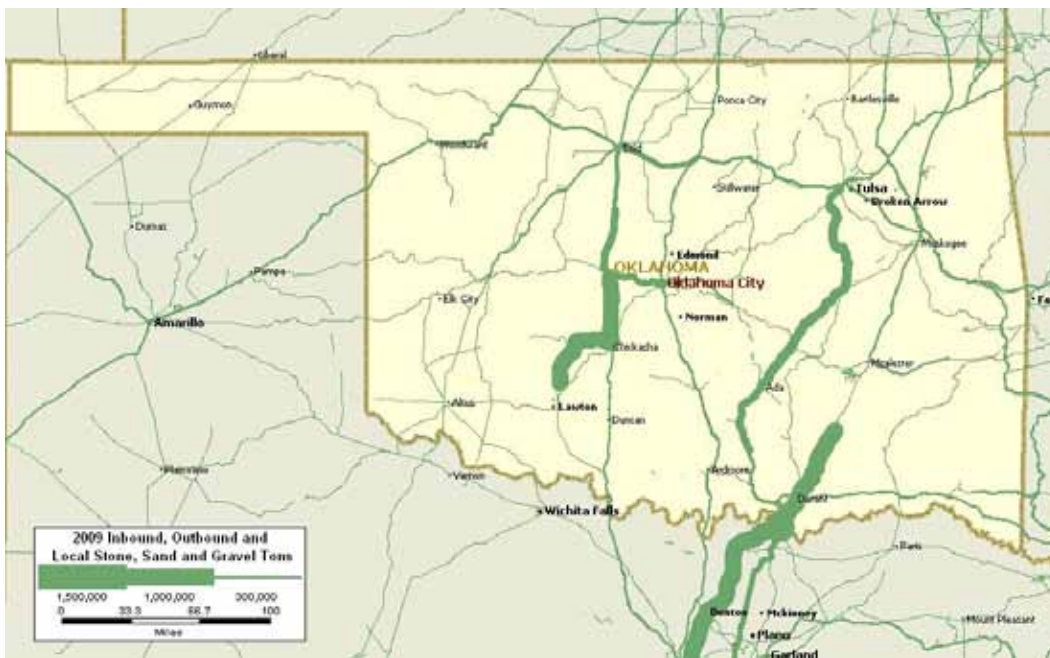 Liberal
Guymon
Ponca City
Bartlesville
Woodward
Enid
Stillwater
Tulsa
Broken Arrow
Dumas
Muskogee
Edmond
OKLAHOMA
Pampa
Oklahoma City
Elk City
Amarillo
Norman
Chickasha
McAlester
Ada
Altus
Lawton
Duncan
Ardmore
Plainview
Vernon
Durant
Wichita Falls
Paris
2009 Inbound, Outbound and
Local Stone, Sand and Gravel Tons
1,500,000 1,000,000 300,000
0 33.3 66.7 100
Miles
Denton
McKinney
Mount Pleasant
Plano
Garland